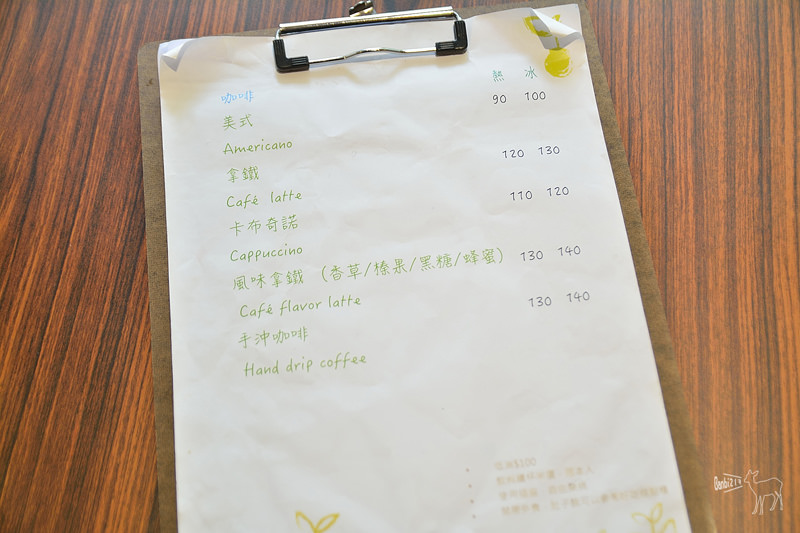 熱 冰
咖啡
90 100
美式
Americano
120 130
拿鐵
Café latte
110 120
卡布奇諾
Cappuccino
風味拿鐵 (香草/榛果/黑糖/蜂蜜) 130 140
Café flavor latte
130 140
手沖咖啡
Hand drip coffee
$100